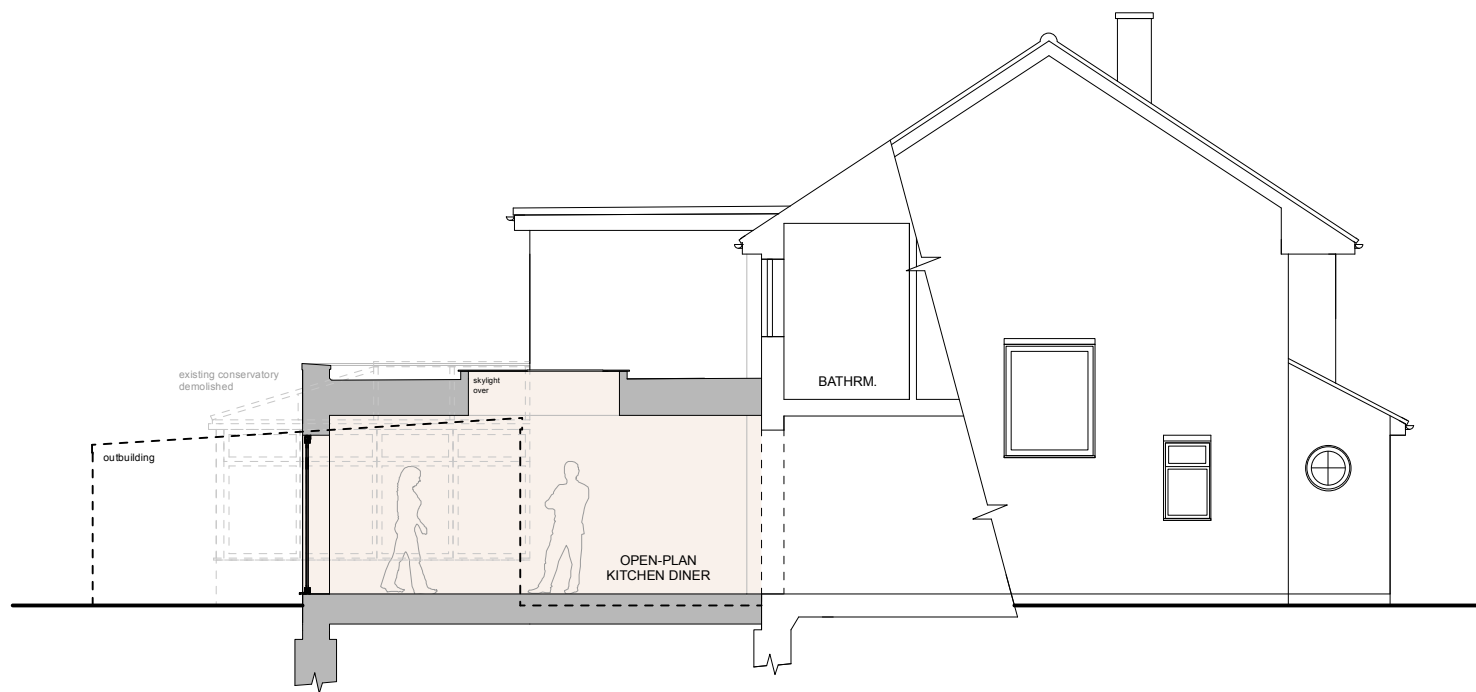 existing conservatory
demolished
skylight
over
BATHRM.
outbuilding
OPEN-PLAN
KITCHEN DINER